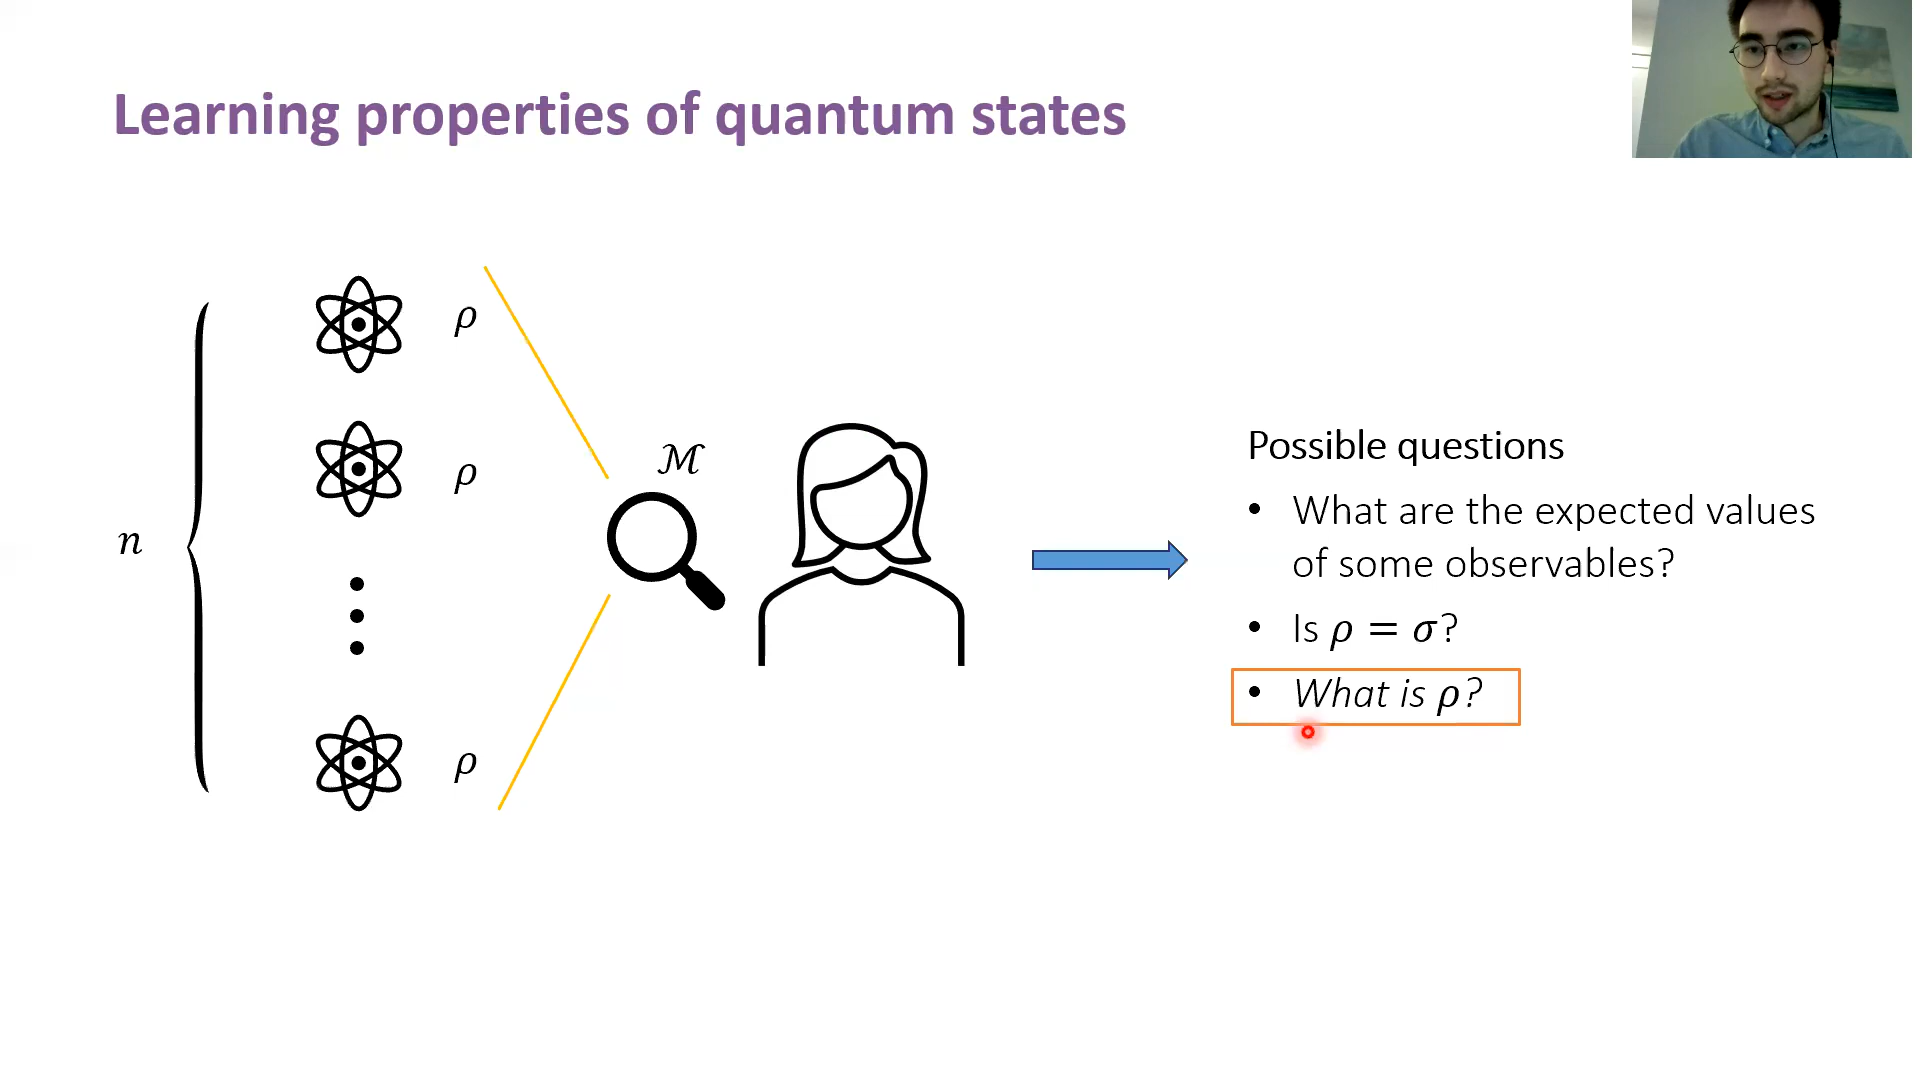 Learning properties of quantum states
ρ
ρ
ℳ
n
ρ
Possible questions
• What are the expected values
of some observables?
• Is ρ = σ?
• What is ρ?